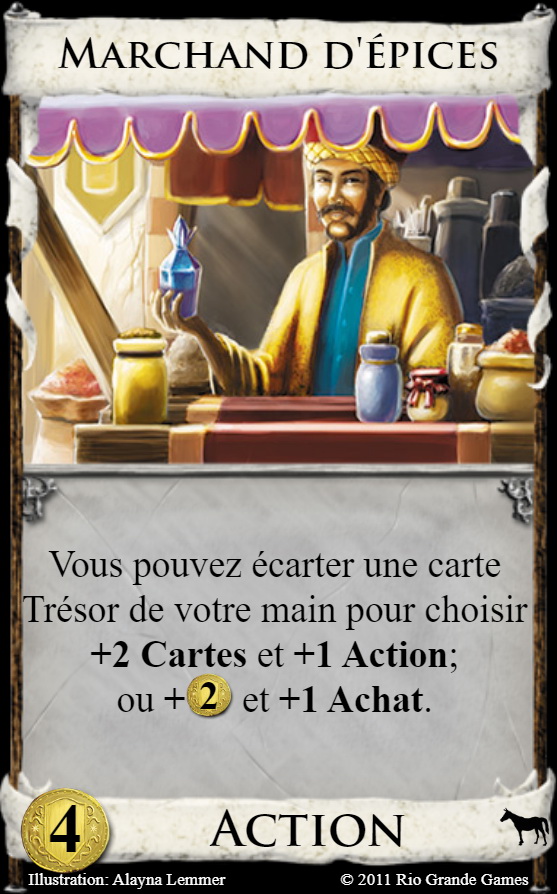 Marchand d'épices
Vous pouvez écarter une carte
Trésor de votre main pour choisir
+2 Cartes et +1 Action;
ou +2 et +1 Achat.
4 Action
Illustration: Alayna Lemmer © 2011 Rio Grande Games